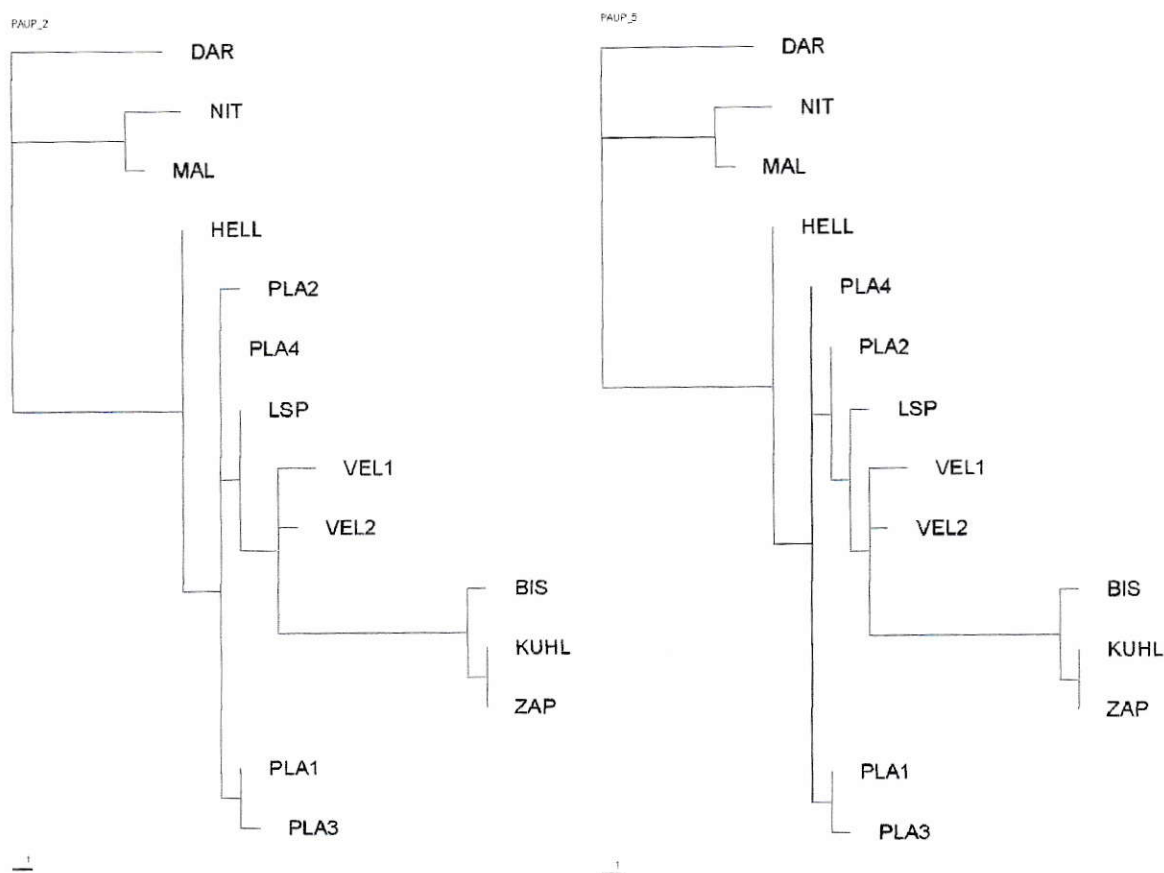 PAUP_2
DAR
NIT
MAL
HELL
PLA2
PLA4
LSP
VEL1
VEL2
BIS
KUHL
ZAP
PLA1
PLA3
1
PAUP_5
DAR
NIT
MAL
HELL
PLA4
PLA2
LSP
VEL1
VEL2
BIS
KUHL
ZAP
PLA1
PLA3
1